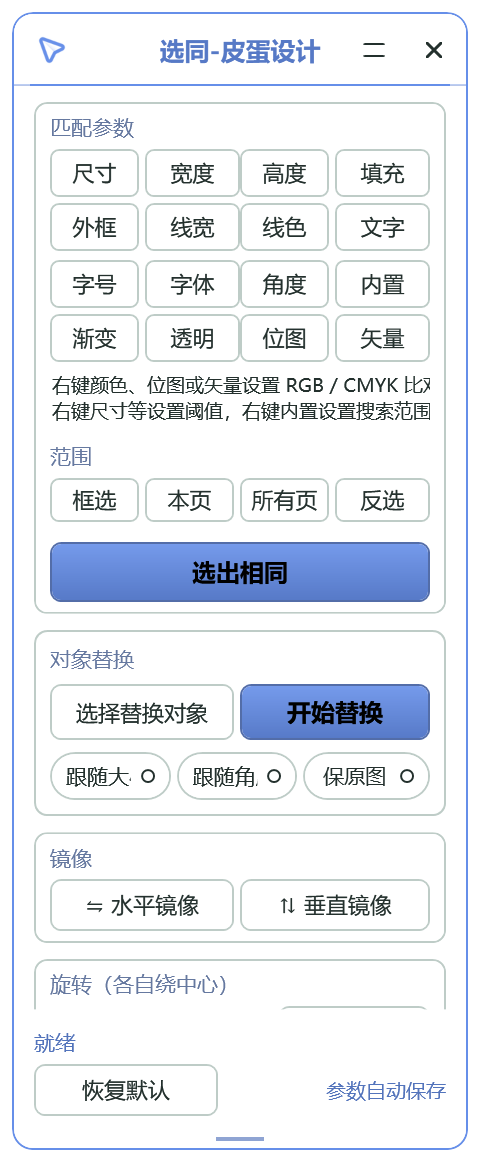 选同-皮蛋设计
匹配参数
尺寸 宽度 高度 填充
外框 线宽 线色 文字
字号 字体 角度 内置
渐变 透明 位图 矢量
右键颜色、位图或矢量设置 RGB / CMYK 比
右键尺寸等设置阈值，右键内置设置搜索范围
范围
框选 本页 所有页 反选
选出相同
对象替换
选择替换对象 开始替换
跟随大 跟随角 保原图
镜像
⇋ 水平镜像 ⇅ 垂直镜像
旋转（各自绕中心）
就绪
恢复默认 参数自动保存